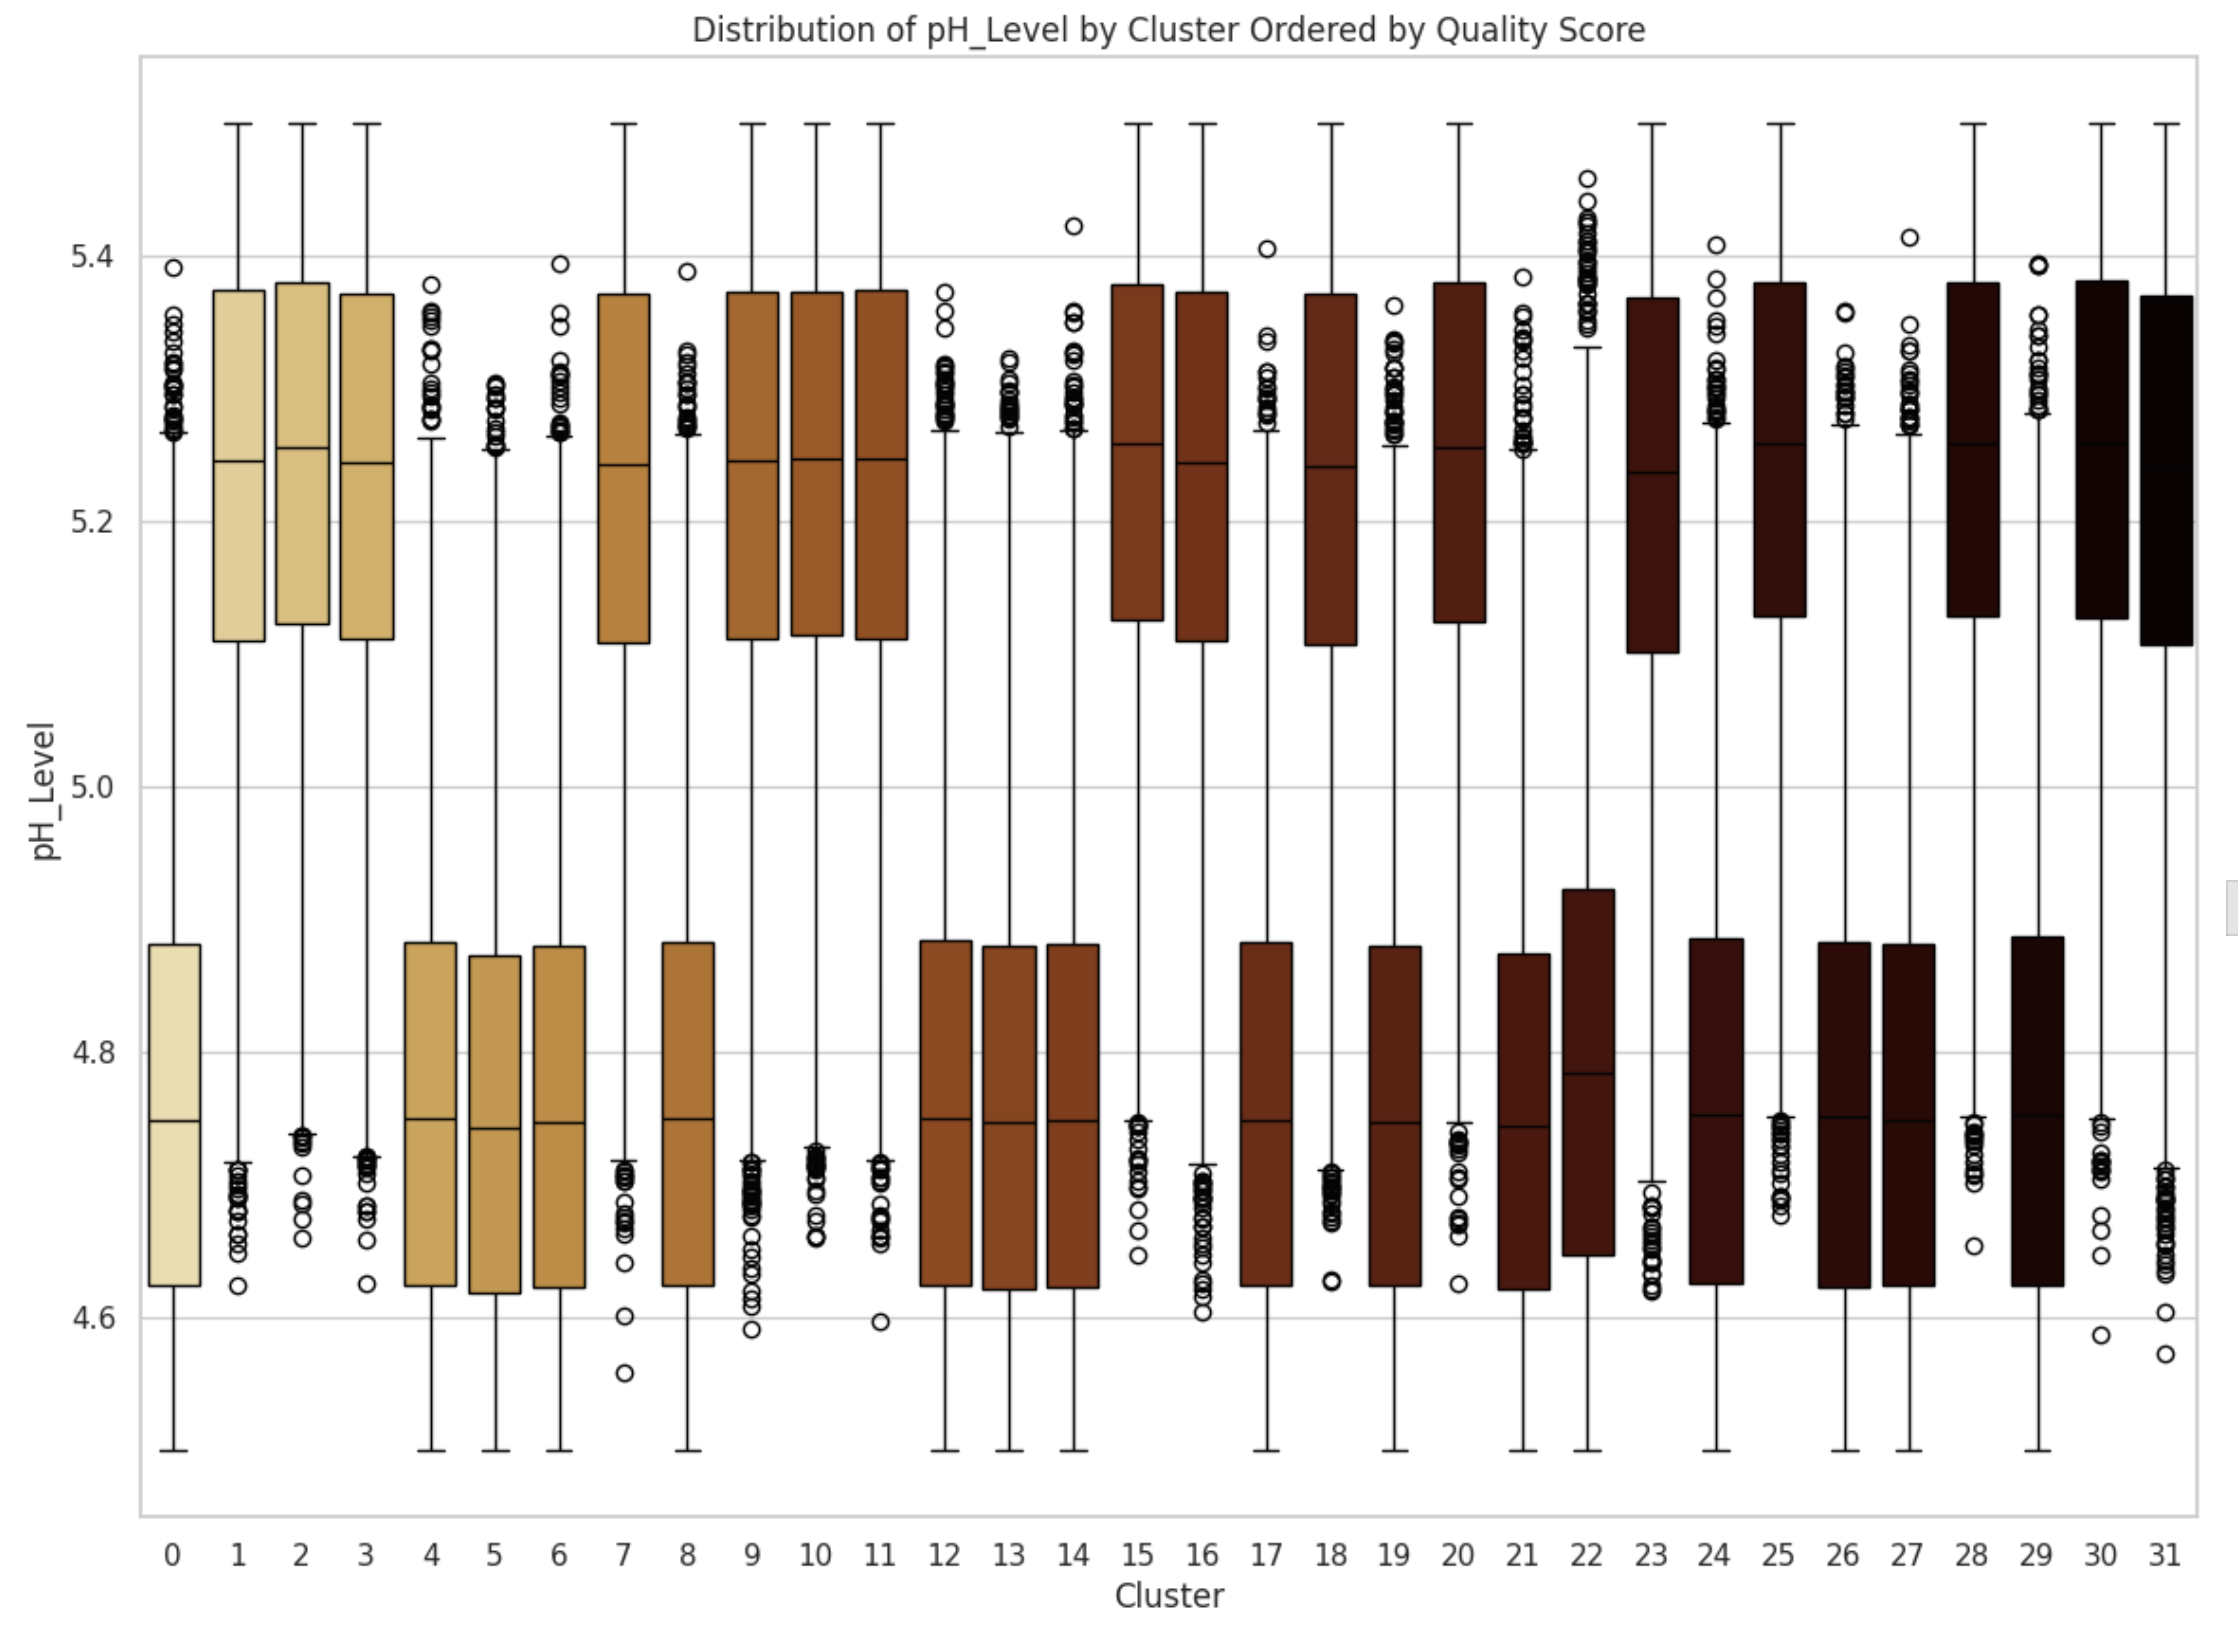 Distribution of pH_Level by Cluster Ordered by Quality Score
5.4
5.2
5.0
4.8
4.6
pH_Level
0 1 2 3 4 5 6 7 8 9 10 11 12 13 14 15 16 17 18 19 20 21 22 23 24 25 26 27 28 29 30 31
Cluster